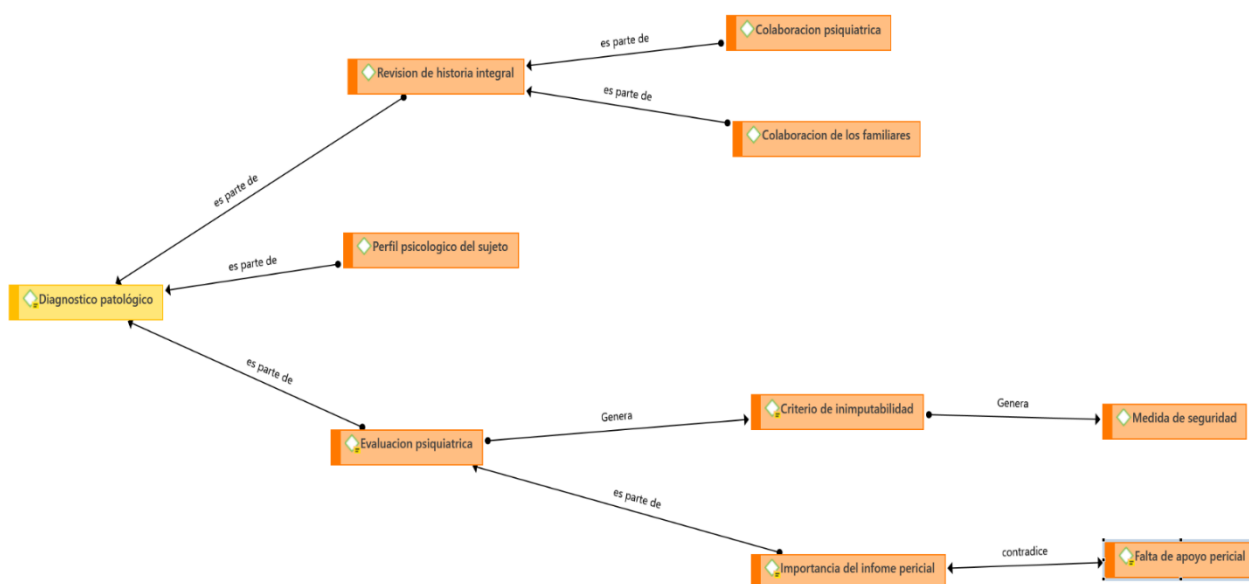 Colaboracion psiquiatrica
es parte de
Revision de historia integral
es parte de
Colaboracion de los familiares
es parte de
Perfil psicologico del sujeto
es parte de
Diagnostico patológico
es parte de
Evaluacion psiquiatrica
Genera
Criterio de inimputabilidad
Genera
Medida de seguridad
es parte de
Importancia del infome pericial
contradice
Falta de apoyo pericial